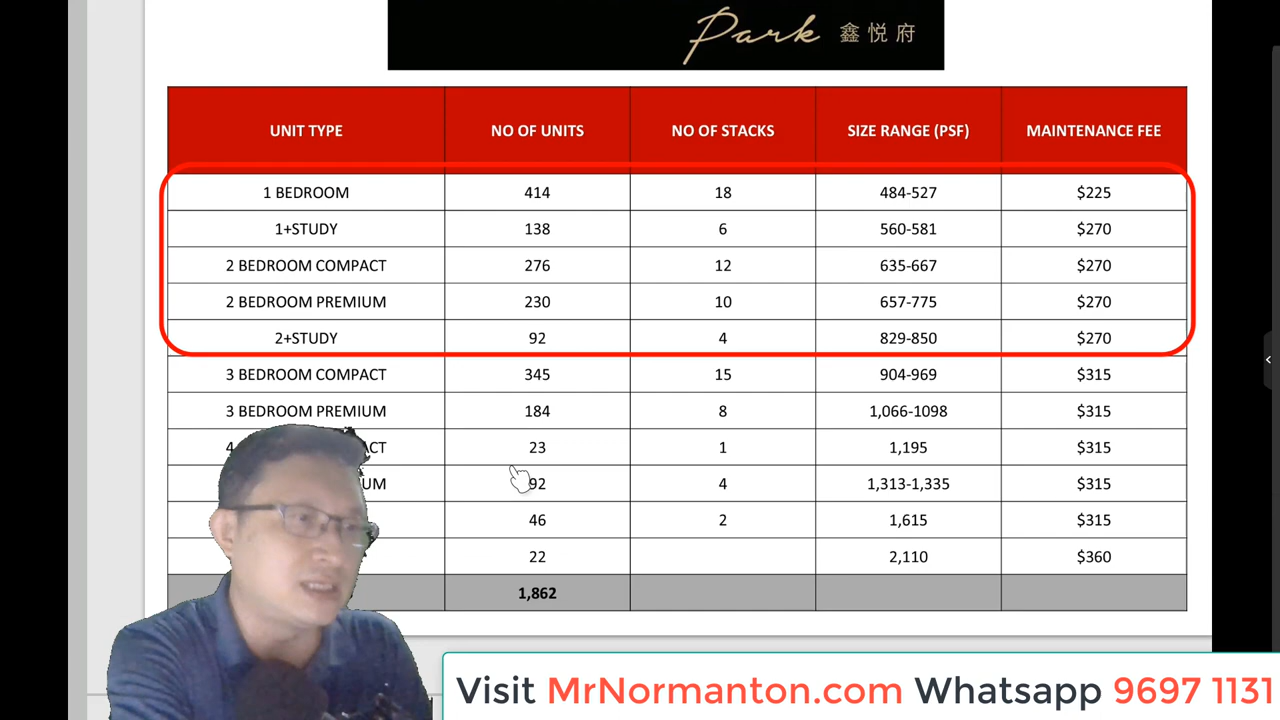 Park 鑫悦府
UNIT TYPE NO OF UNITS NO OF STACKS SIZE RANGE (PSF) MAINTENANCE FEE
1 BEDROOM 414 18 484-527 $225
1+STUDY 138 6 560-581 $270
2 BEDROOM COMPACT 276 12 635-667 $270
2 BEDROOM PREMIUM 230 10 657-775 $270
2+STUDY 92 4 829-850 $270
3 BEDROOM COMPACT 345 15 904-969 $315
3 BEDROOM PREMIUM 184 8 1,066-1098 $315
4 23 1 1,195 $315
92 4 1,313-1,335 $315
46 2 1,615 $315
22 2,110 $360
1,862
Visit MrNormanton.com Whatsapp 9697 1131